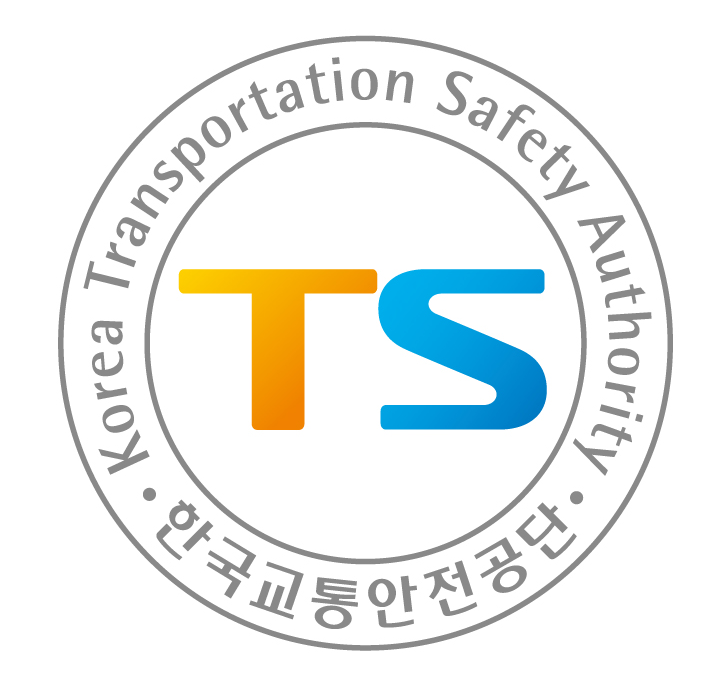 Korea Transportation Safety Authority
TS
한국교통안전공단